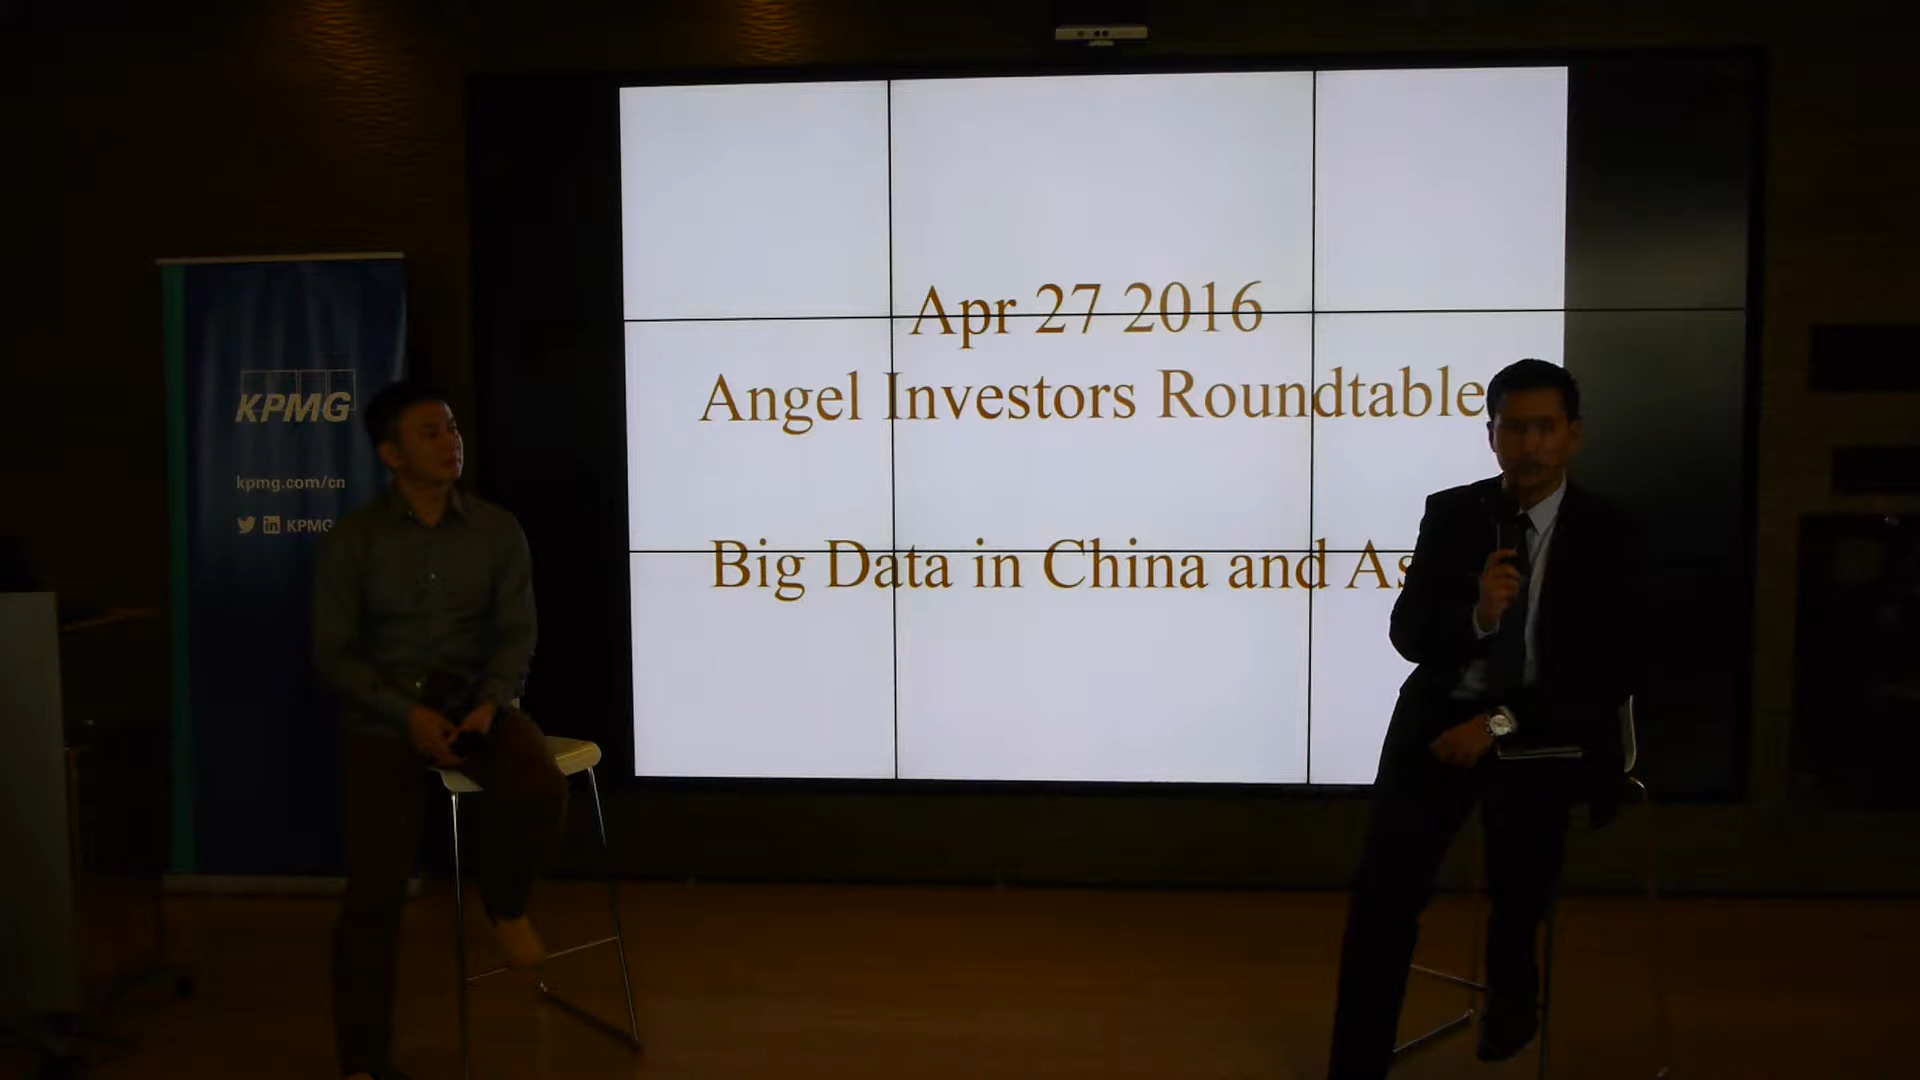 Apr 27 2016
Angel Investors Roundtable
Big Data in China and As
KPMG
kpmg.com/cn
KPMG